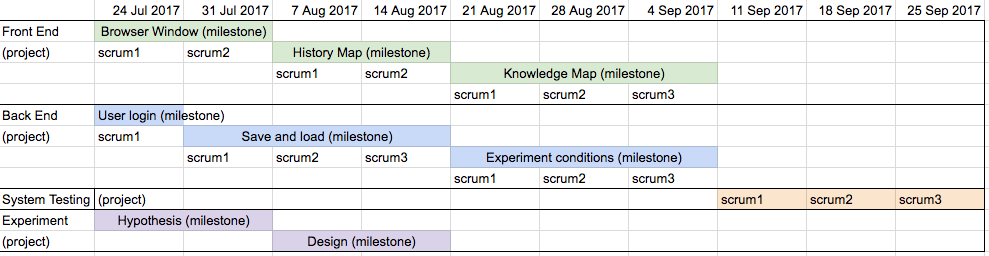 24 Jul 2017 31 Jul 2017 7 Aug 2017 14 Aug 2017 21 Aug 2017 28 Aug 2017 4 Sep 2017 11 Sep 2017 18 Sep 2017 25 Sep 2017
Front End Browser Window (milestone)
(project) scrum1 scrum2 History Map (milestone)
scrum1 scrum2 Knowledge Map (milestone)
scrum1 scrum2 scrum3
Back End User login (milestone)
(project) scrum1 Save and load (milestone)
scrum1 scrum2 scrum3 Experiment conditions (milestone)
scrum1 scrum2 scrum3
System Testing (project) scrum1 scrum2 scrum3
Experiment Hypothesis (milestone)
(project) Design (milestone)